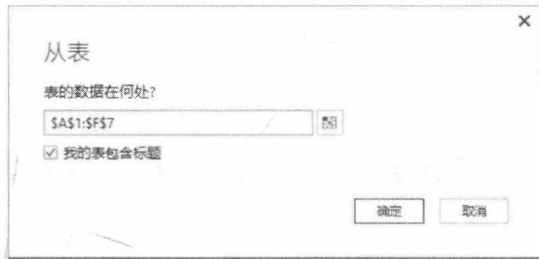 从表
表的数据在何处?
$A$1:$F$7
我的表包含标题
确定
取消